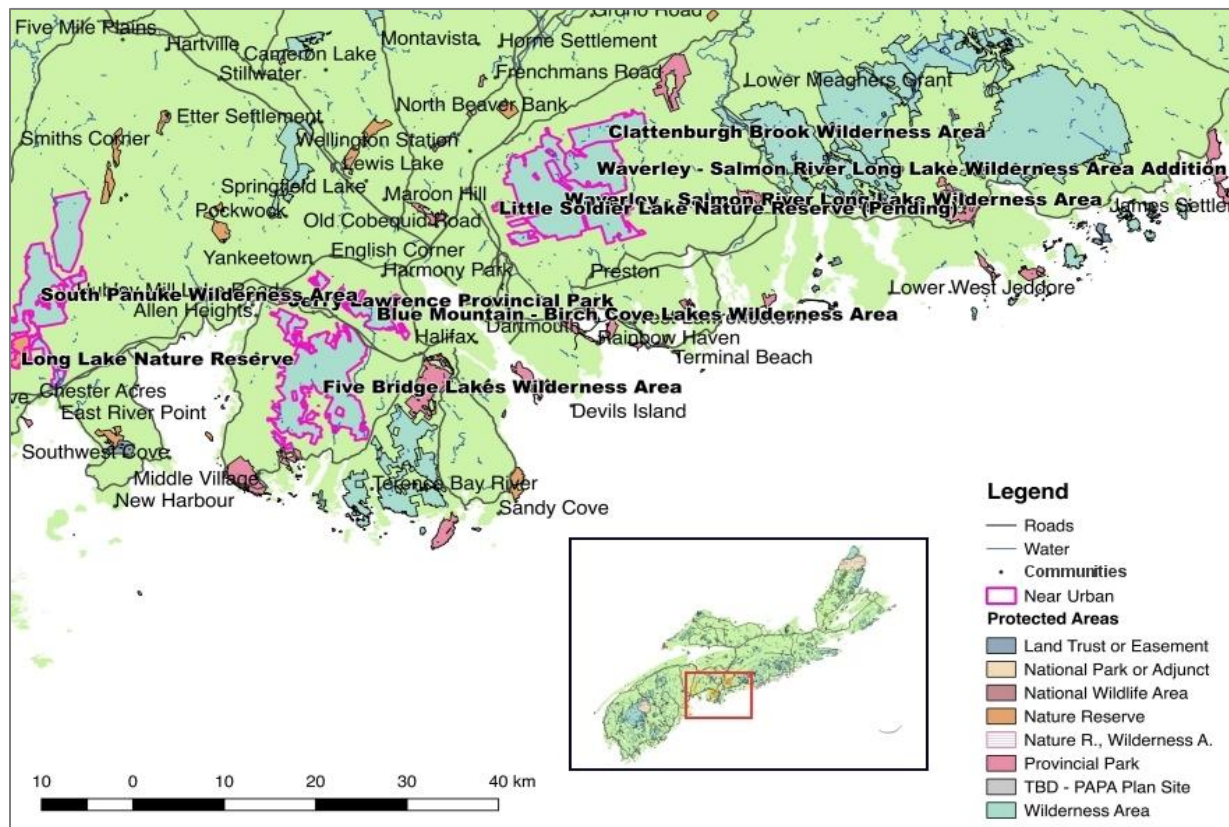 Grono Road
Five Mile Plains
Montavista
Horne Settlement
Hartville
Cameron Lake
Stillwater
Frenchmans Road
Lower Meaghers Grant
North Beaver Bank
Etter Settlement
Smiths Corner
Wellington Station
Clattenburgh Brook Wilderness Area
Lewis Lake
Waverley - Salmon River Long Lake Wilderness Area Addition
Springfield Lake
Maroon Hill
Waverley - Salmon River Long Lake Wilderness Area
Pockwock
Old Cobequid Road
Little Soldier Lake Nature Reserve (Pending)
James Settle
English Corner
Yankeetown
Harmony Park
Preston
Mill Lake Road
Lower West Jeddore
South Panuke Wilderness Area
Lawrence Provincial Park
Allen Heights
Blue Mountain - Birch Cove Lakes Wilderness Area
Dartmouth
Halifax
Rainbow Haven
Terminal Beach
Long Lake Nature Reserve
Five Bridge Lakes Wilderness Area
Chester Acres
East River Point
Devils Island
Southwest Cove
Middle Village
Terence Bay River
New Harbour
Sandy Cove
Legend
Roads
Water
Communities
Near Urban
Protected Areas
Land Trust or Easement
National Park or Adjunct
National Wildlife Area
Nature Reserve
Nature R., Wilderness A.
Provincial Park
TBD - PAPA Plan Site
Wilderness Area
10 0 10 20 30 40 km